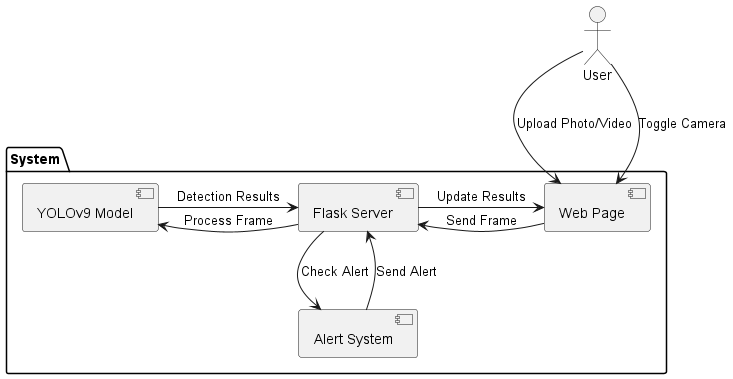 User
Upload Photo/Video
Toggle Camera
System
YOLOv9 Model
Detection Results
Process Frame
Flask Server
Update Results
Send Frame
Web Page
Check Alert
Send Alert
Alert System